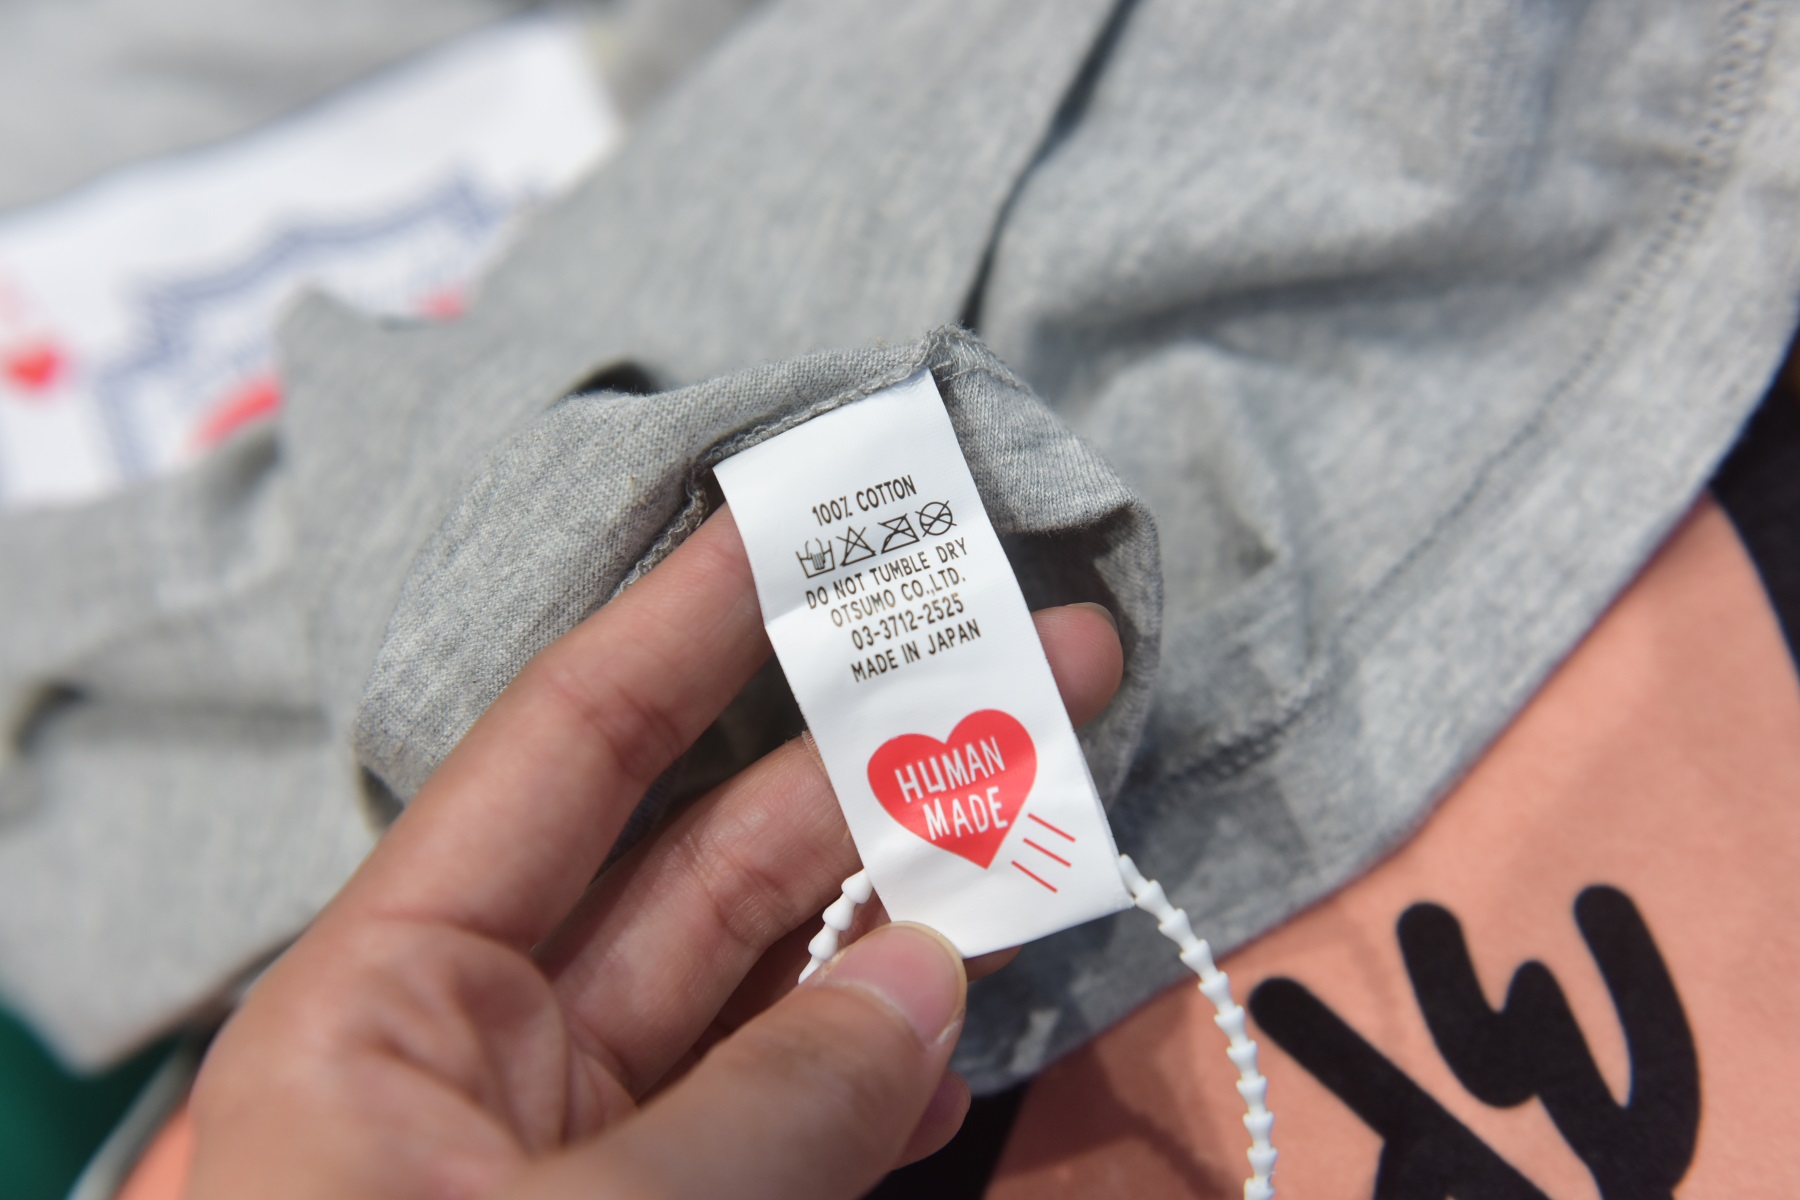 100% COTTON
DO NOT TUMBLE DRY
OTSUMO CO.,LTD.
03-3712-2525
MADE IN JAPAN
HUMAN
MADE